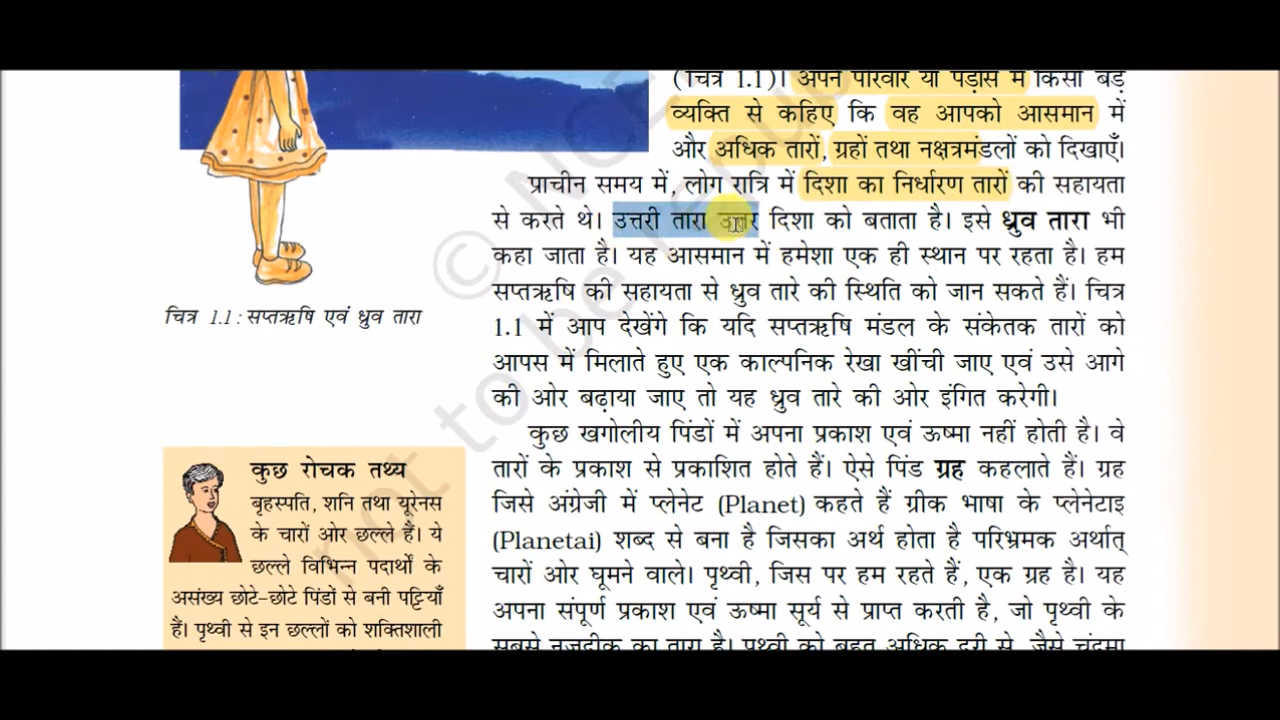 (चित्र 1.1)। अपने परिवार या पड़ोस में किसी बड़े
व्यक्ति से कहिए कि वह आपको आसमान में
और अधिक तारों, ग्रहों तथा नक्षत्रमंडलों को दिखाएँ।
प्राचीन समय में, लोग रात्रि में दिशा का निर्धारण तारों की सहायता
से करते थे। उत्तरी तारा उत्तर दिशा को बताता है। इसे ध्रुव तारा भी
कहा जाता है। यह आसमान में हमेशा एक ही स्थान पर रहता है। हम
सप्तऋषि की सहायता से ध्रुव तारे की स्थिति को जान सकते हैं। चित्र
1.1 में आप देखेंगे कि यदि सप्तऋषि मंडल के संकेतक तारों को
आपस में मिलाते हुए एक काल्पनिक रेखा खींची जाए एवं उसे आगे
की ओर बढ़ाया जाए तो यह ध्रुव तारे की ओर इंगित करेगी।
कुछ खगोलीय पिंडों में अपना प्रकाश एवं ऊष्मा नहीं होती है। वे
तारों के प्रकाश से प्रकाशित होते हैं। ऐसे पिंड ग्रह कहलाते हैं। ग्रह
जिसे अंग्रेजी में प्लेनेट (Planet) कहते हैं ग्रीक भाषा के प्लेनेटाइ
(Planetai) शब्द से बना है जिसका अर्थ होता है परिभ्रमक अर्थात्
चारों ओर घूमने वाले। पृथ्वी, जिस पर हम रहते हैं, एक ग्रह है। यह
अपना संपूर्ण प्रकाश एवं ऊष्मा सूर्य से प्राप्त करती है, जो पृथ्वी के
सबसे नजदीक का तारा है। पृथ्वी को बहुत अधिक दूरी से, जैसे चंद्रमा
चित्र 1.1 : सप्तऋषि एवं ध्रुव तारा
कुछ रोचक तथ्य
बृहस्पति, शनि तथा यूरेनस
के चारों ओर छल्ले हैं। ये
छल्ले विभिन्न पदार्थों के
असंख्य छोटे-छोटे पिंडों से बनी पट्टियाँ
हैं। पृथ्वी से इन छल्लों को शक्तिशाली
not to be republ